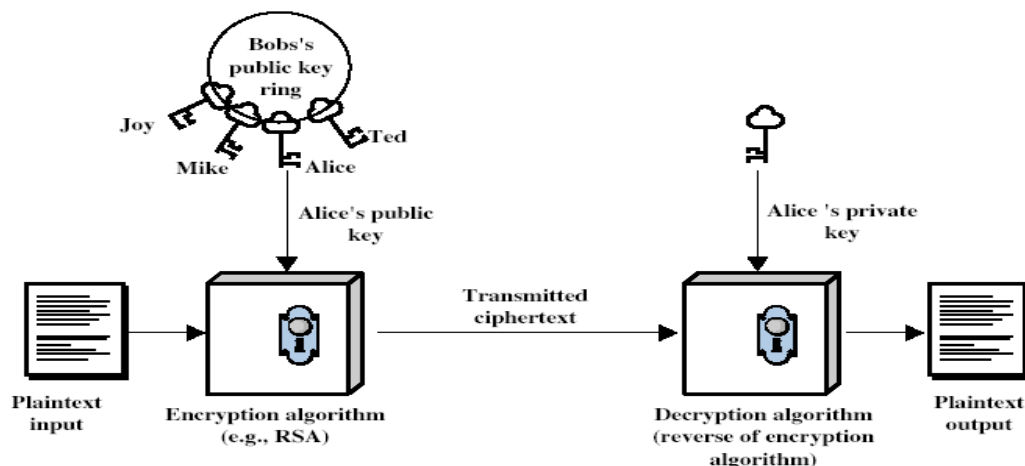 Bobs's
public key
ring
Joy
Mike
Alice
Ted
Alice's public
key
Alice 's private
key
Transmitted
ciphertext
Plaintext
input
Encryption algorithm
(e.g., RSA)
Decryption algorithm
(reverse of encryption
algorithm)
Plaintext
output